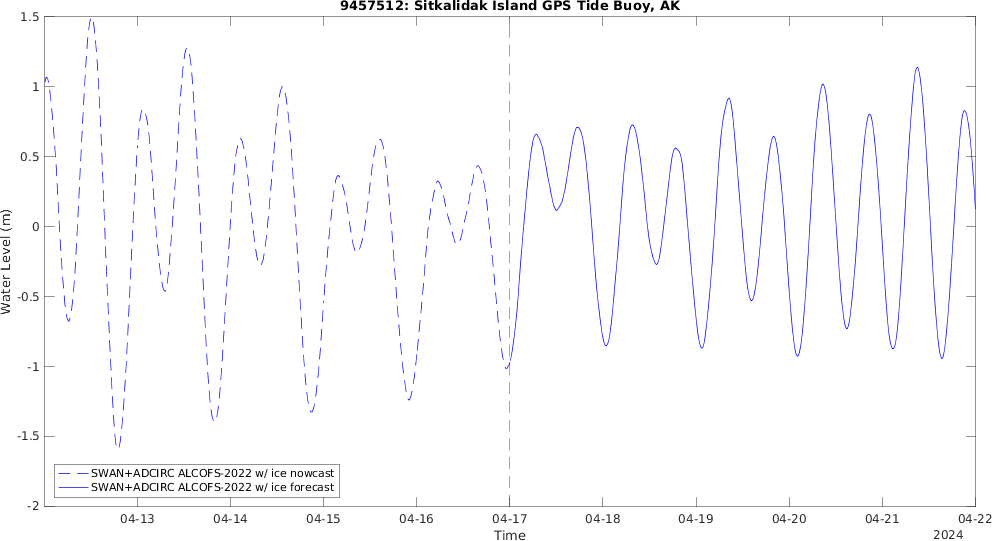 9457512: Sitkalidak Island GPS Tide Buoy, AK
1.5
1
0.5
0
-0.5
-1
-1.5
-2
Water Level (m)
SWAN+ADCIRC ALCOFS-2022 w/ ice nowcast
SWAN+ADCIRC ALCOFS-2022 w/ ice forecast
04-13 04-14 04-15 04-16 04-17 04-18 04-19 04-20 04-21 04-22
Time
2024